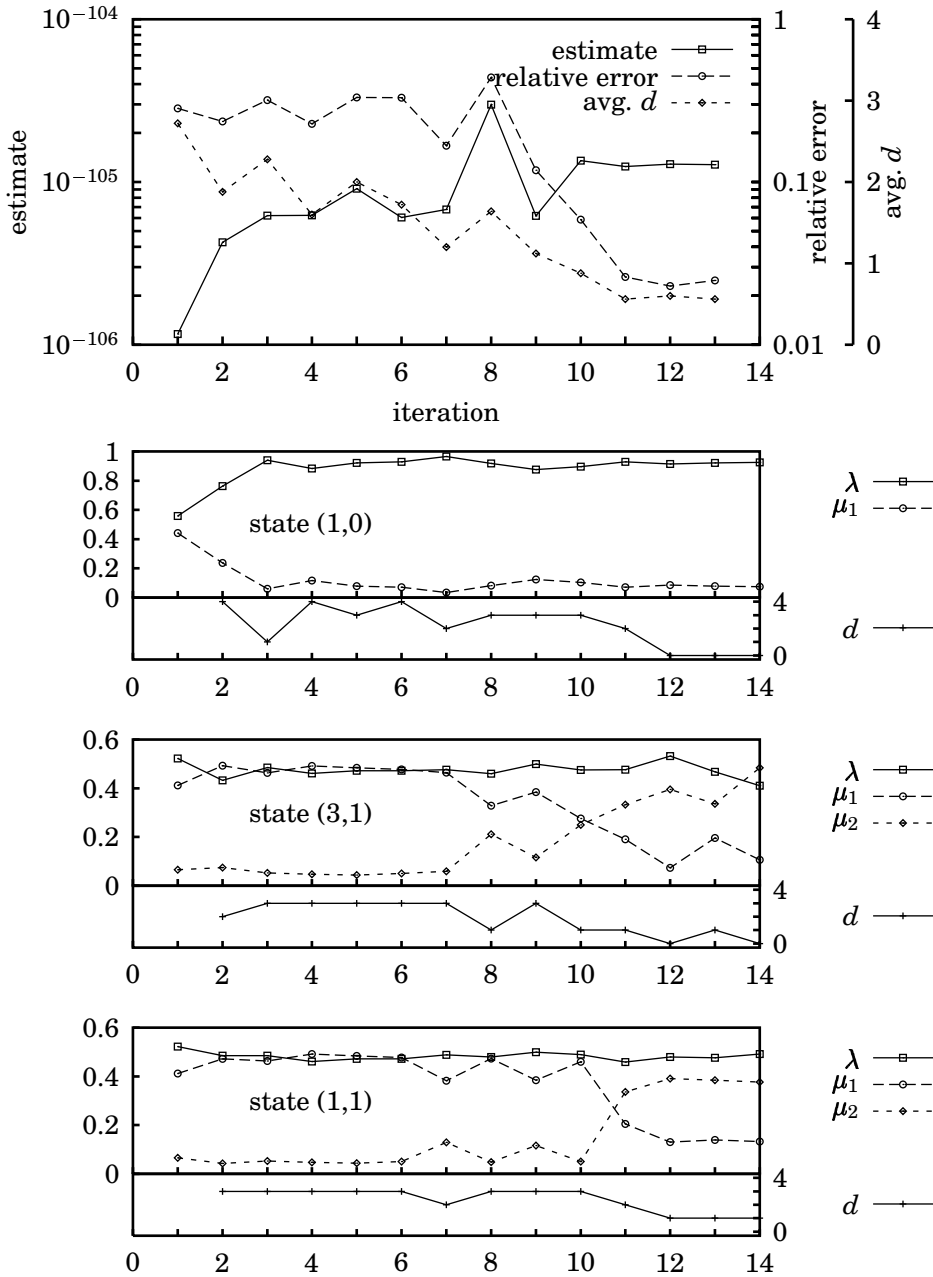 10⁻¹⁰⁴
10⁻¹⁰⁵
10⁻¹⁰⁶
estimate
estimate
relative error
avg. d
1
0.1
0.01
relative error
4
3
2
1
0
avg. d
0 2 4 6 8 10 12 14
iteration
1
0.8
0.6
0.4
0.2
0
state (1,0)
λ
μ1
4
0
d
0 2 4 6 8 10 12 14
0.6
0.4
0.2
0
state (3,1)
λ
μ1
μ2
4
0
d
0 2 4 6 8 10 12 14
0.6
0.4
0.2
0
state (1,1)
λ
μ1
μ2
4
0
d
0 2 4 6 8 10 12 14